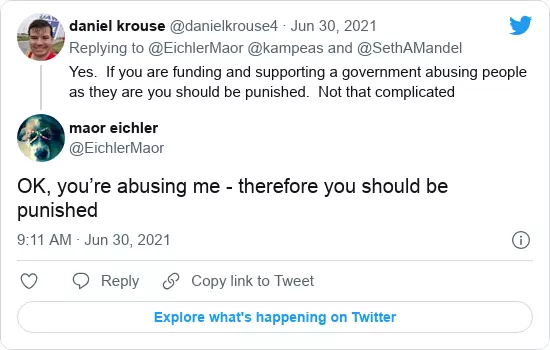 daniel krouse @danielkrouse4 · Jun 30, 2021
Replying to @EichlerMaor @kampeas and @SethAMandel
Yes.  If you are funding and supporting a government abusing people
as they are you should be punished.  Not that complicated
maor eichler
@EichlerMaor
OK, you’re abusing me - therefore you should be
punished
9:11 AM · Jun 30, 2021
Reply
Copy link to Tweet
Explore what's happening on Twitter